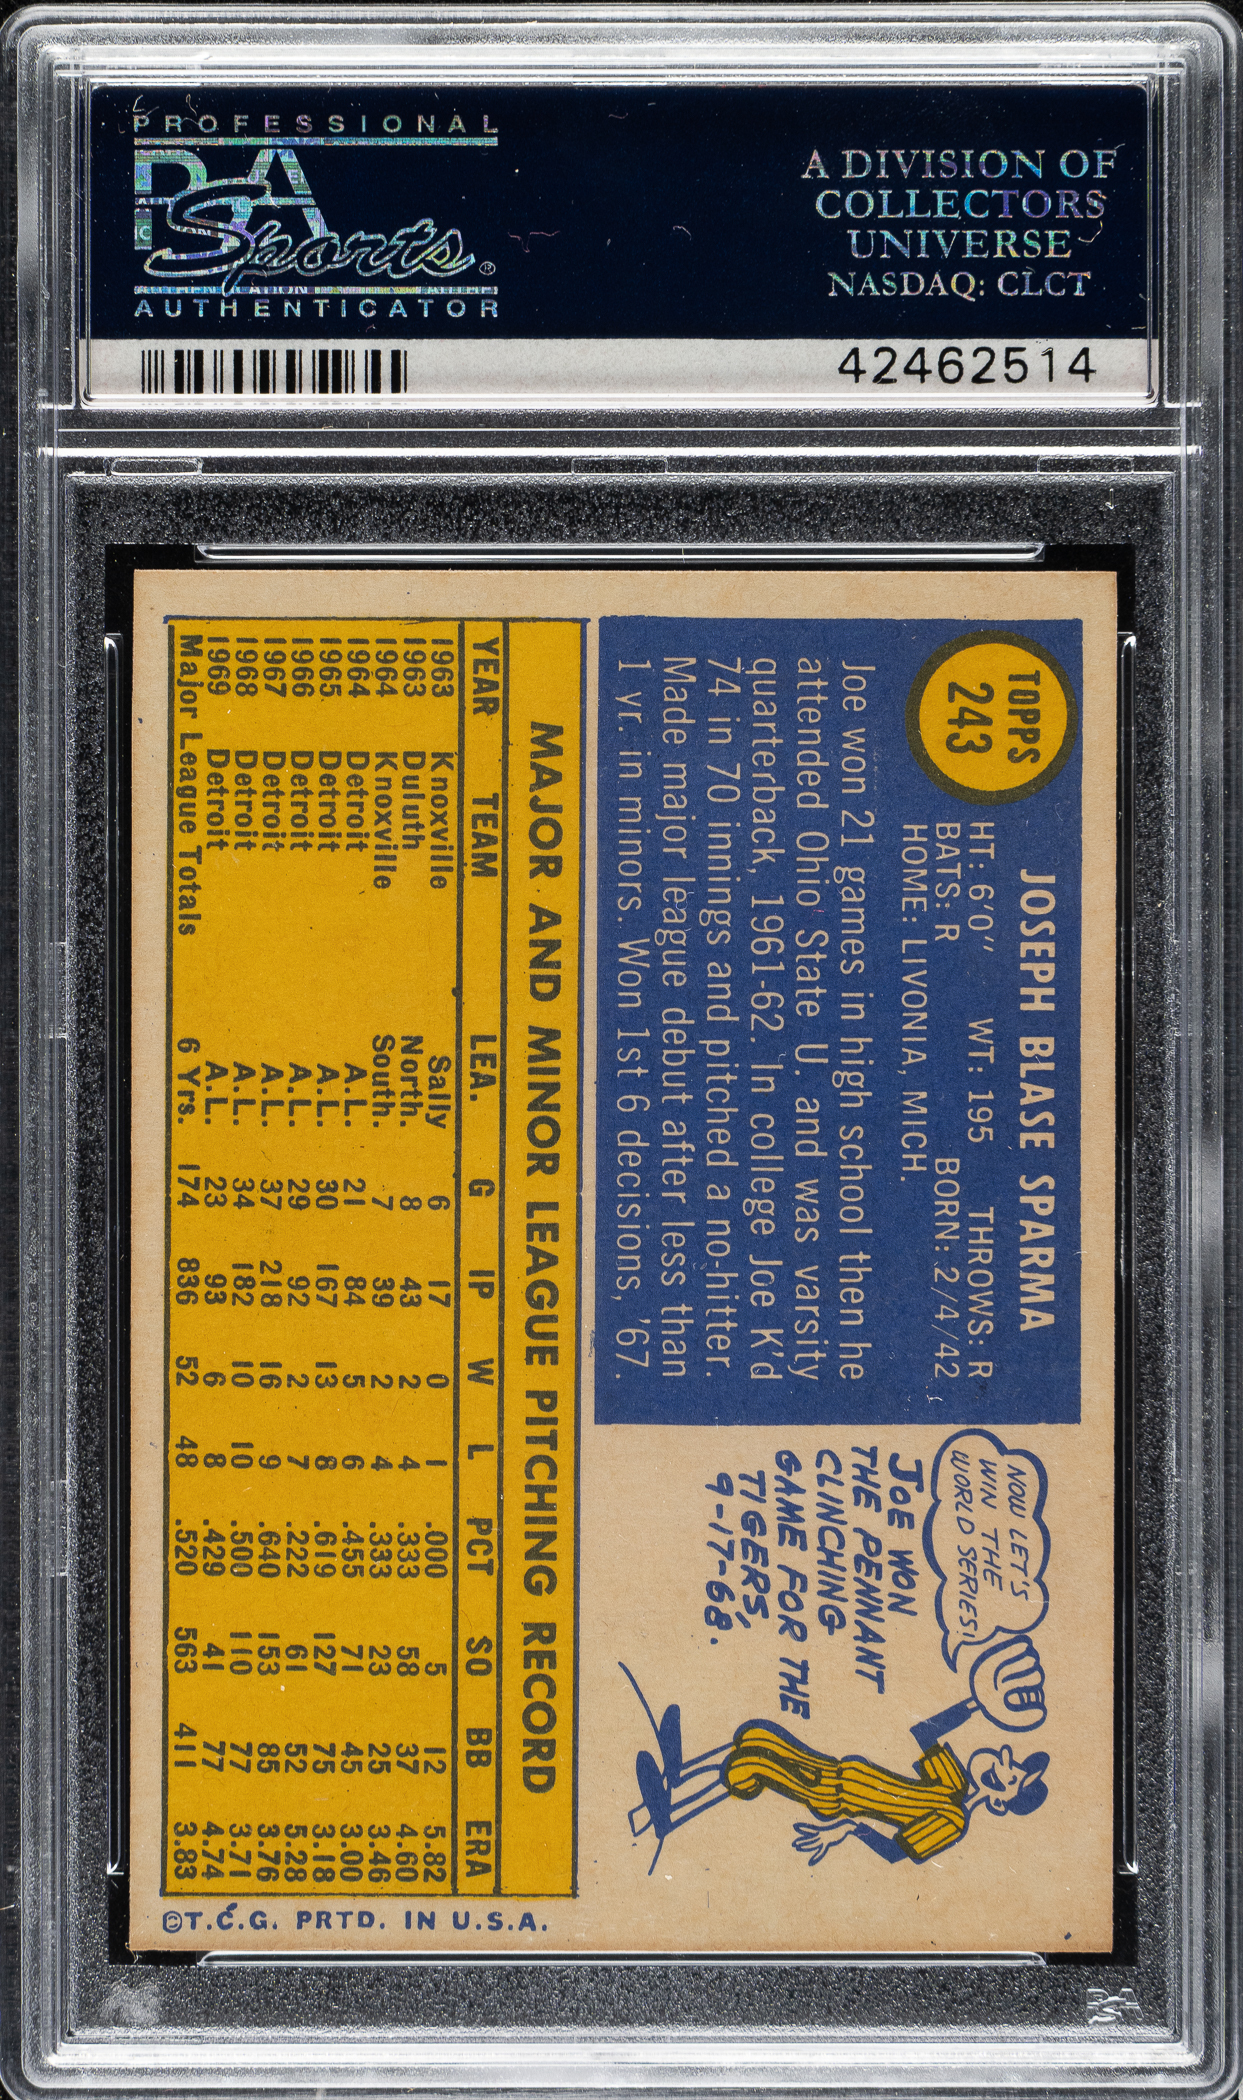 PROFESSIONAL
PSA
Sports®
AUTHENTICATOR
A DIVISION OF
COLLECTORS
UNIVERSE
NASDAQ: CLCT
42462514
TOPPS
243
JOSEPH BLASE SPARMA
HT: 6'0" WT: 195 THROWS: R
BATS: R BORN: 2/4/42
HOME: LIVONIA, MICH.
Joe won 21 games in high school then he
attended Ohio State U. and was varsity
quarterback, 1961-62. In college Joe K'd
74 in 70 innings and pitched a no-hitter.
Made major league debut after less than
1 yr. in minors. Won 1st 6 decisions, '67.
NOW LET'S
WIN THE
WORLD SERIES!
JOE WON
THE PENNANT
CLINCHING
GAME FOR THE
TIGERS,
9-17-68.
MAJOR AND MINOR LEAGUE PITCHING RECORD
YEAR TEAM LEA. G IP W L PCT SO BB ERA
1963 Knoxville Sally 6 17 0 1 .000 5 12 5.82
1963 Duluth North. 8 43 2 4 .333 58 37 4.60
1964 Knoxville South. 7 39 2 4 .333 23 25 3.46
1964 Detroit A.L. 21 84 5 6 .455 71 45 3.00
1965 Detroit A.L. 30 167 13 8 .619 127 75 3.18
1966 Detroit A.L. 29 92 2 7 .222 61 52 5.28
1967 Detroit A.L. 37 218 16 9 .640 153 85 3.76
1968 Detroit A.L. 34 182 10 10 .500 110 77 3.71
1969 Detroit A.L. 23 93 6 8 .429 41 77 4.74
Major League Totals 6 Yrs. 174 836 52 48 .520 563 411 3.83
©T.C.G. PRTD. IN U.S.A.
PSA